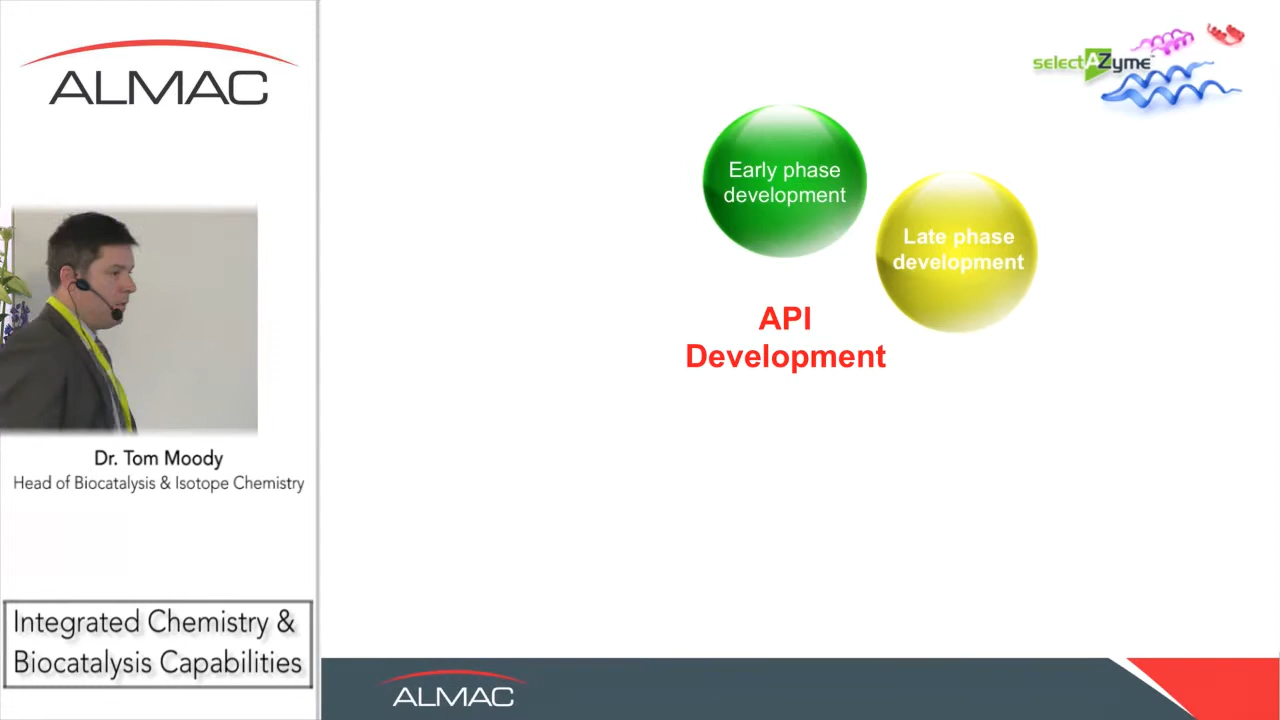 ALMAC
Dr. Tom Moody
Head of Biocatalysis & Isotope Chemistry
Integrated Chemistry &
Biocatalysis Capabilities
selectAZyme™
Early phase
development
Late phase
development
API
Development
ALMAC